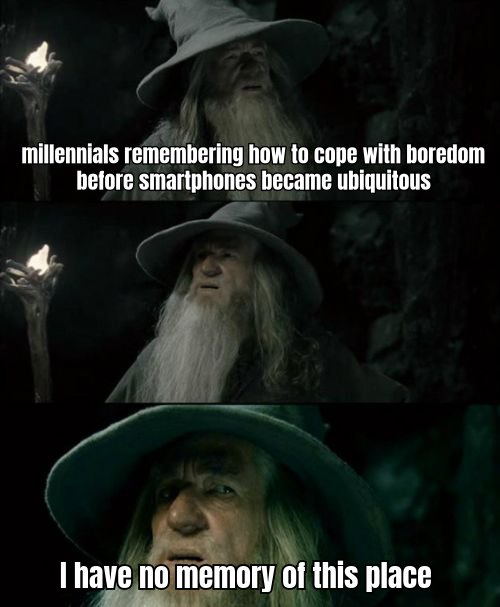 millennials remembering how to cope with boredom
before smartphones became ubiquitous
I have no memory of this place